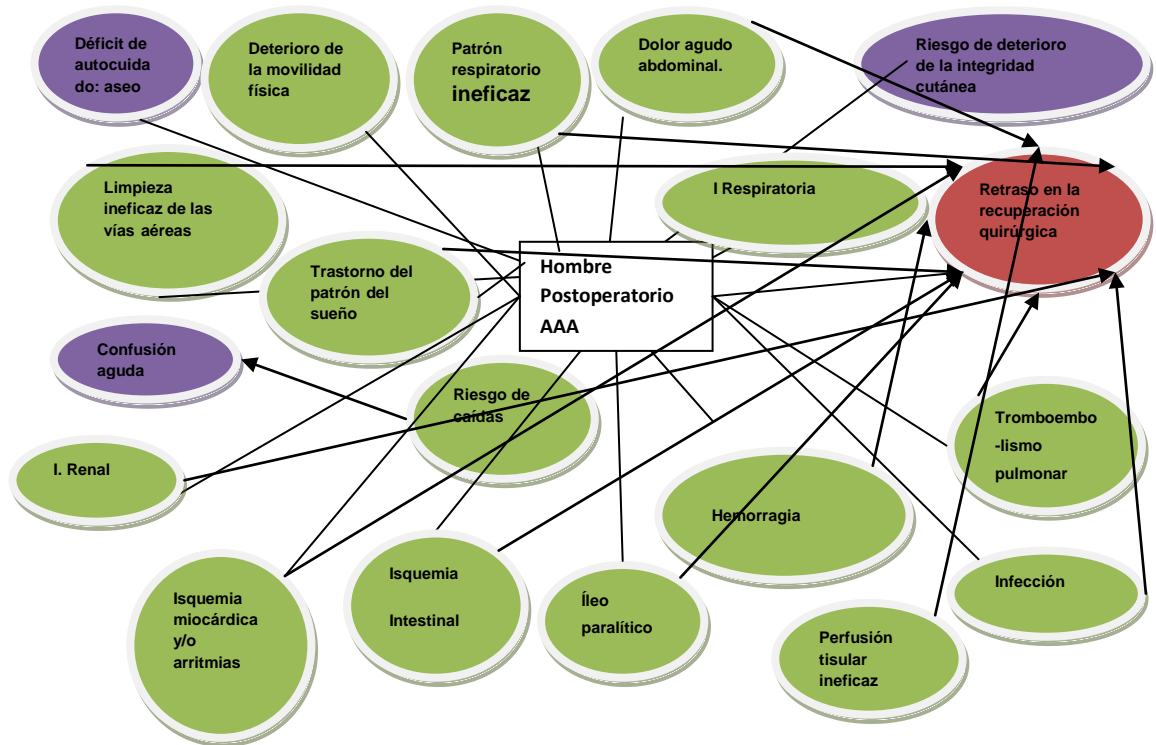 Déficit de
autocuida
do: aseo
Deterioro de
la movilidad
física
Patrón
respiratorio
ineficaz
Dolor agudo
abdominal.
Riesgo de deterioro
de la integridad
cutánea
Limpieza
ineficaz de las
vías aéreas
I Respiratoria
Retraso en la
recuperación
quirúrgica
Trastorno del
patrón del
sueño
Hombre
Postoperatorio
AAA
Confusión
aguda
Riesgo de
caídas
Tromboembo
-lismo
pulmonar
I. Renal
Hemorragia
Isquemia
miocárdica
y/o
arritmias
Isquemia
Intestinal
Íleo
paralítico
Perfusión
tisular
ineficaz
Infección